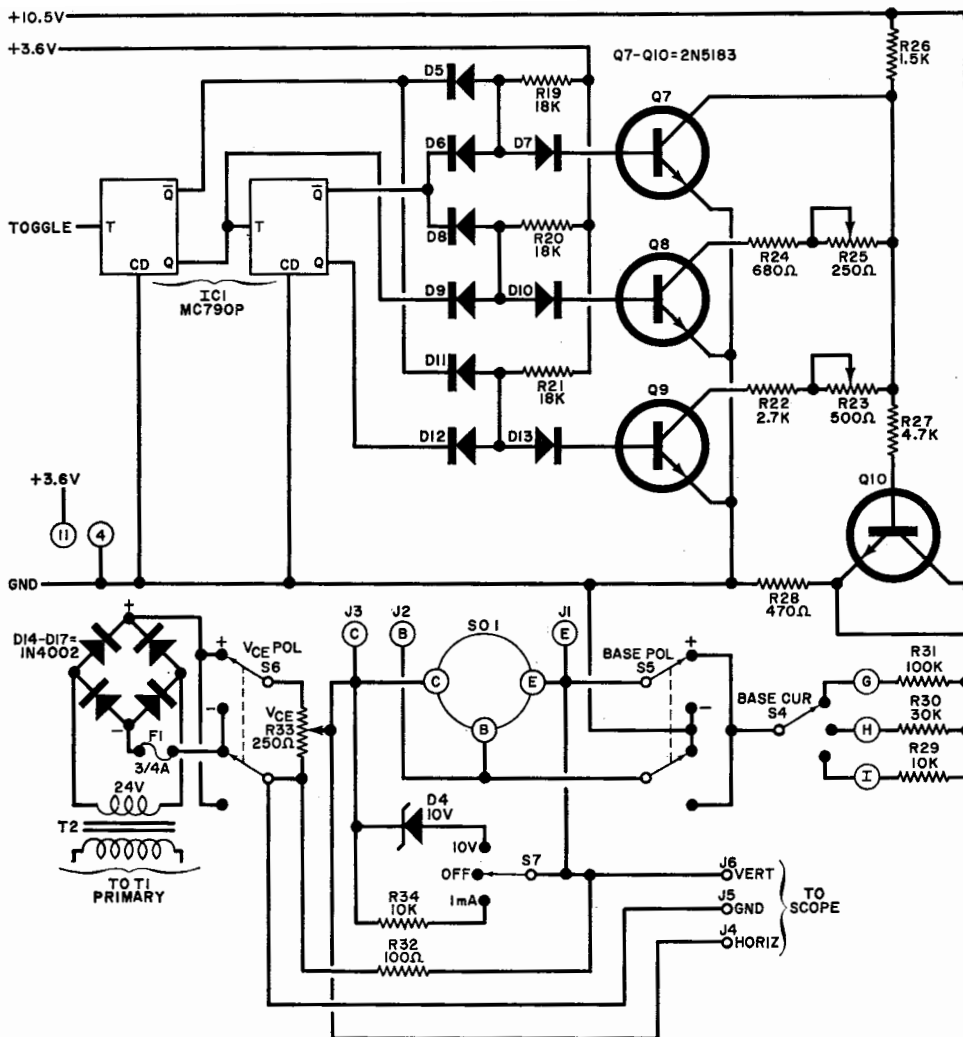 +10.5V
+3.6V
Q7-Q10=2N5183
R26
1.5K
D5
R19
18K
Q7
D6
D7
Q̅
Q̅
TOGGLE
T
T
D8
R20
18K
Q8
R24
680Ω
R25
250Ω
Q
Q
CD
CD
IC1
MC790P
D9
D10
D11
R21
18K
Q9
R22
2.7K
R23
500Ω
R27
4.7K
D12
D13
+3.6V
Q10
11
4
GND
R28
470Ω
+
J3
J2
J1
C
B
E
SO1
D14-D17=
1N4002
VCE POL
+
S6
BASE POL
+
S5
R31
100K
C
E
BASE CUR
G
S4
-
VCE
R33
250Ω
-
R30
30K
H
B
-
F1
3/4A
R29
10K
I
24V
D4
10V
T2
10V
OFF
S7
J6
VERT
TO T1
PRIMARY
1mA
J5
GND
TO
SCOPE
R34
10K
J4
HORIZ
R32
100Ω